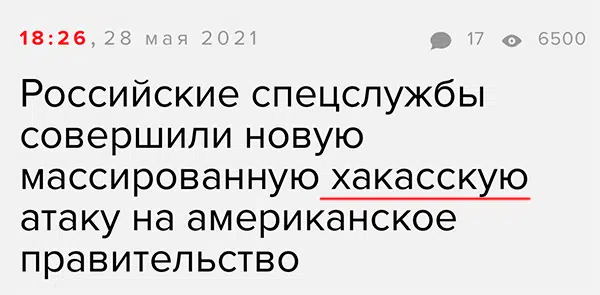 18:26, 28 мая 2021 17 6500
Российские спецслужбы
совершили новую
массированную хакасскую
атаку на американское
правительство